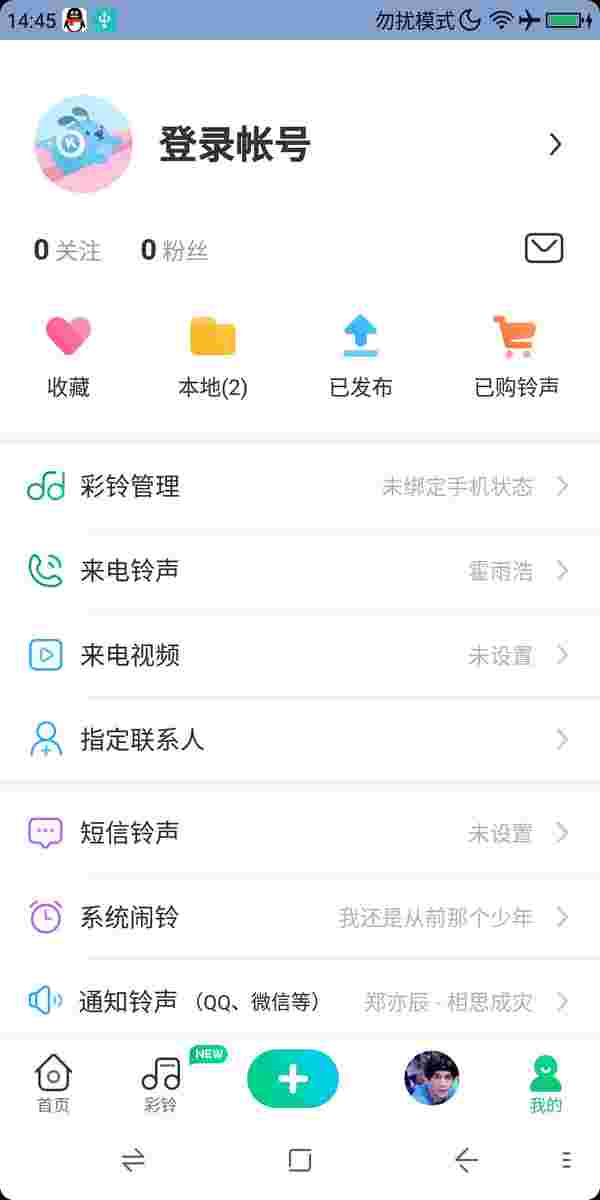 14:45 勿扰模式
登录帐号
0 关注 0 粉丝
收藏 本地(2) 已发布 已购铃声
彩铃管理 未绑定手机状态
来电铃声 霍雨浩
来电视频 未设置
指定联系人
短信铃声 未设置
系统闹铃 我还是从前那个少年
通知铃声 （QQ、微信等） 郑亦辰 - 相思成灾
NEW
首页 彩铃 我的